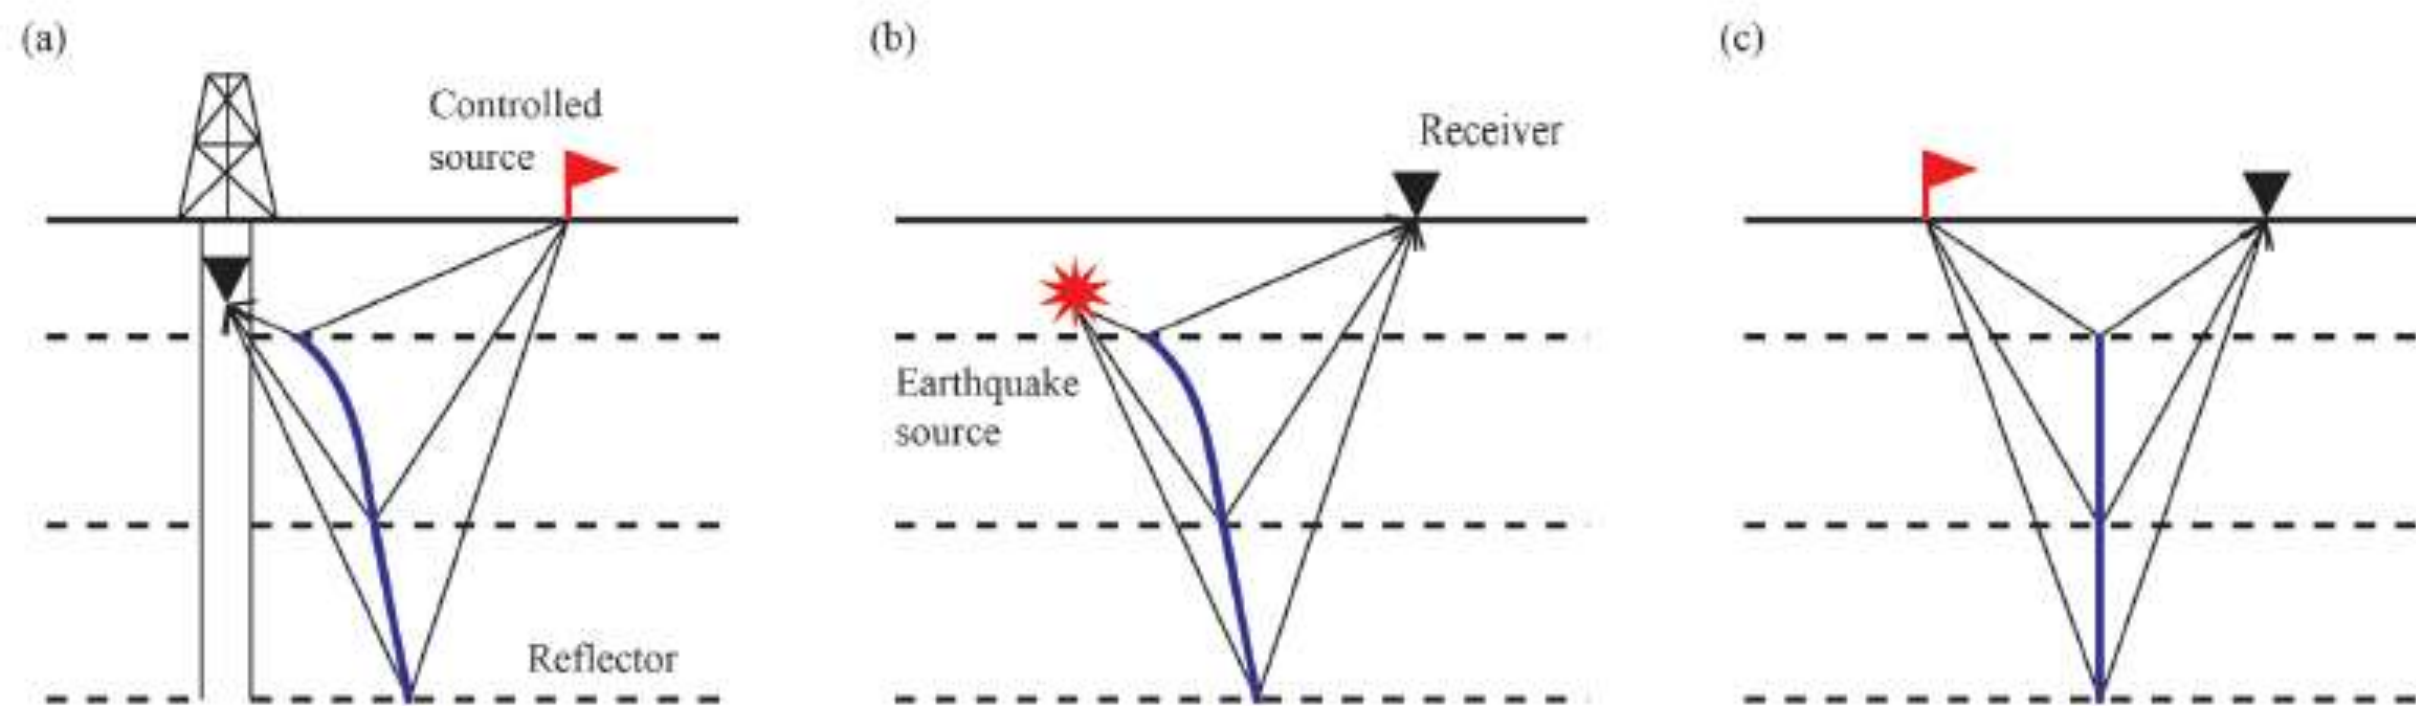 (a)
Controlled
source
Reflector
(b)
Receiver
Earthquake
source
(c)